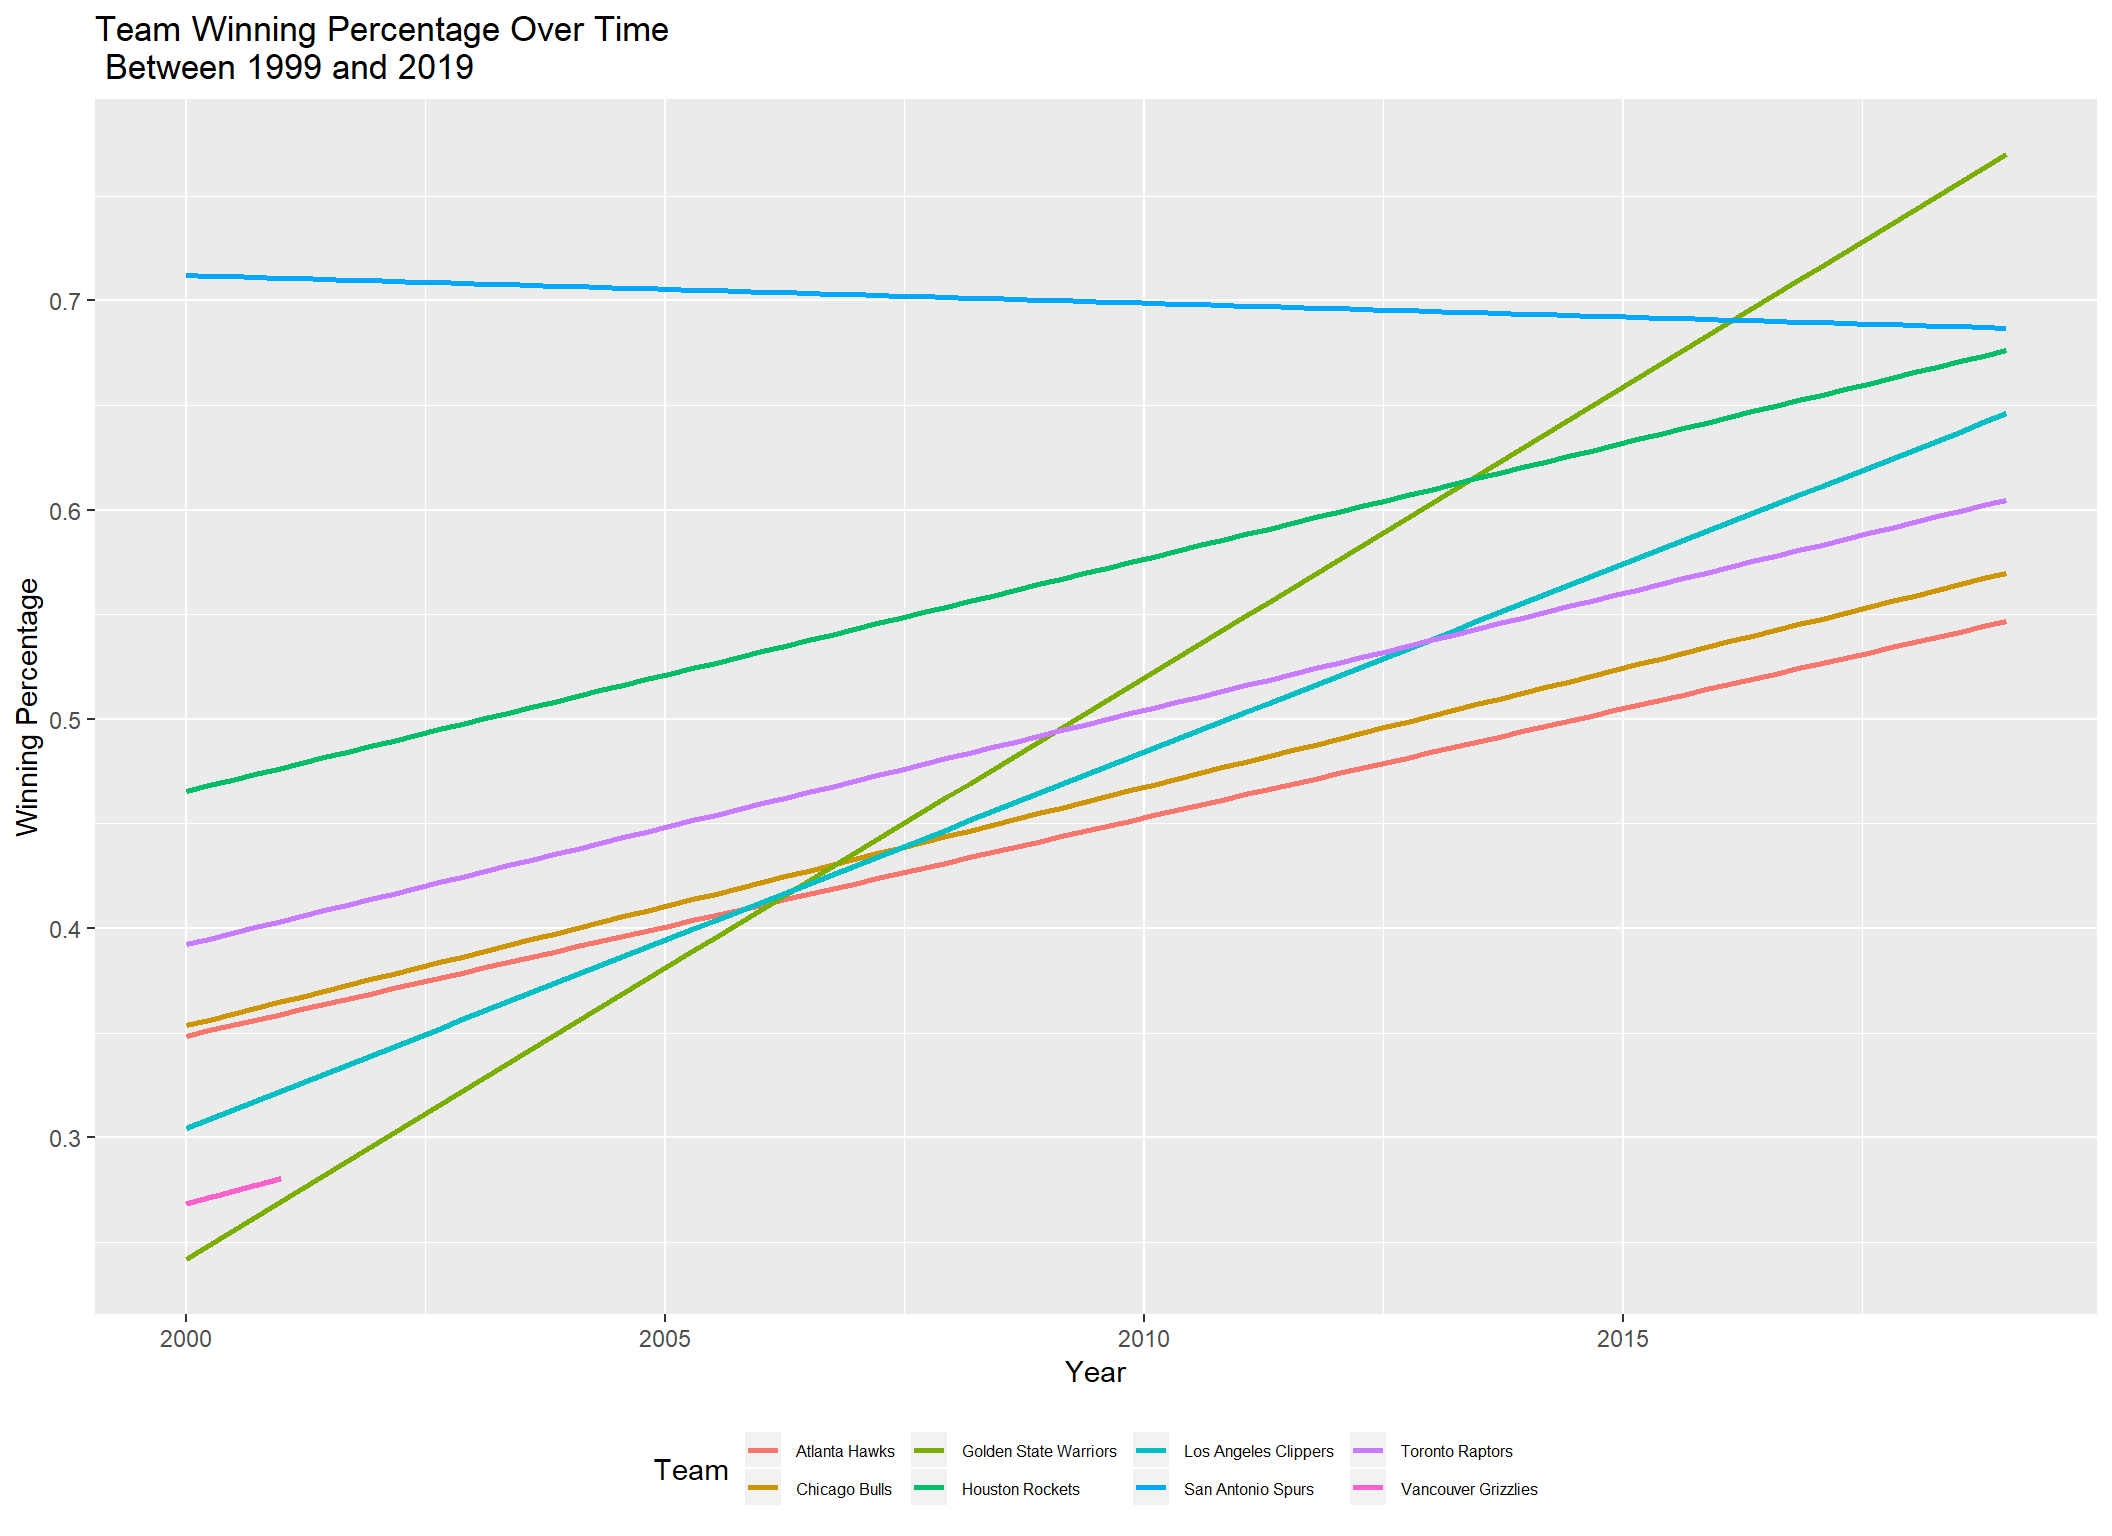 Team Winning Percentage Over Time
Between 1999 and 2019
Winning Percentage
0.7
0.6
0.5
0.4
0.3
2000 2005 2010 2015
Year
Team
Atlanta Hawks Golden State Warriors Los Angeles Clippers Toronto Raptors
Chicago Bulls Houston Rockets San Antonio Spurs Vancouver Grizzlies